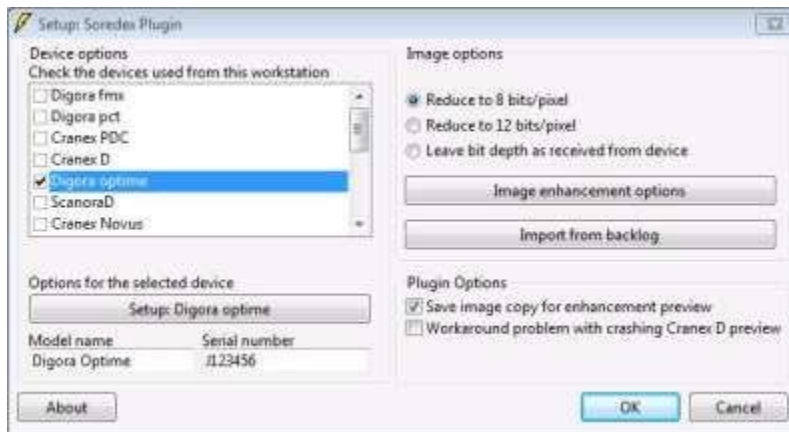 Setup: Soredex Plugin
Device options
Check the devices used from this workstation
Digora fmx
Digora pct
Cranex PDC
Cranex D
Digora optime
ScanoraD
Cranex Novus
Options for the selected device
Setup: Digora optime
Model name
Serial number
Digora Optime
J123456
Image options
Reduce to 8 bits/pixel
Reduce to 12 bits/pixel
Leave bit depth as received from device
Image enhancement options
Import from backlog
Plugin Options
Save image copy for enhancement preview
Workaround problem with crashing Cranex D preview
About
OK
Cancel